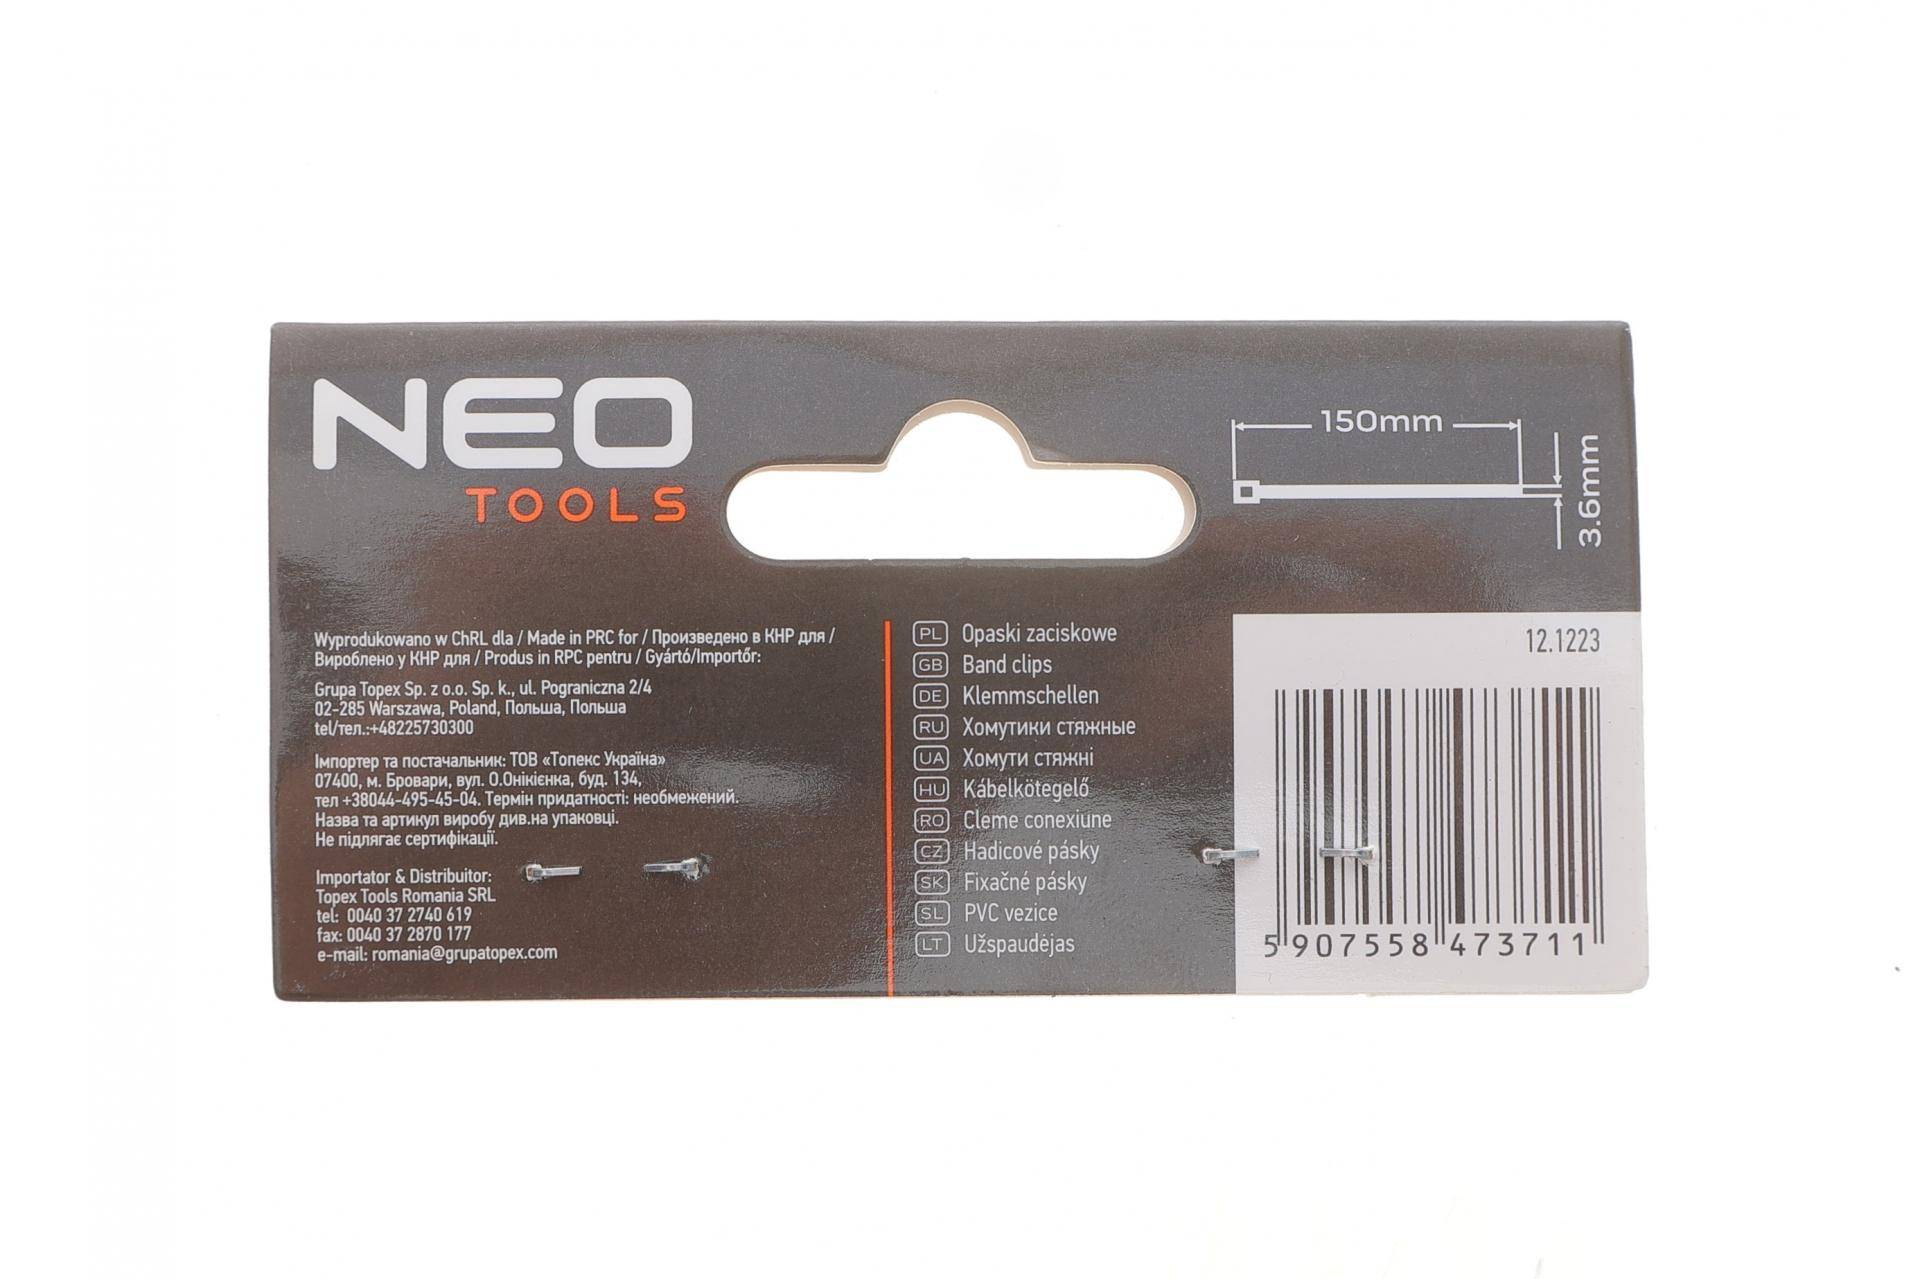 NEO
TOOLS
150mm
3.6mm
Wyprodukowano w ChRL dla / Made in PRC for / Произведено в КНР для /
Вироблено у КНР для / Produs in RPC pentru / Gyártó/Importőr:
Grupa Topex Sp. z o.o. Sp. k., ul. Pograniczna 2/4
02-285 Warszawa, Poland, Польша, Польша
tel/тел.:+48225730300
Імпортер та постачальник: ТОВ «Топекс Україна»
07400, м. Бровари, вул. О.Онікієнка, буд. 134,
тел +38044-495-45-04. Термін придатності: необмежений.
Назва та артикул виробу див.на упаковці.
Не підлягає сертифікації.
Importator & Distribuitor:
Topex Tools Romania SRL
tel: 0040 37 2740 619
fax: 0040 37 2870 177
e-mail: romania@grupatopex.com
PL Opaski zaciskowe
GB Band clips
DE Klemmschellen
RU Хомутики стяжные
UA Хомути стяжні
HU Kábelkötegelő
RO Cleme conexiune
CZ Hadicové pásky
SK Fixačné pásky
SL PVC vezice
LT Užspaudėjas
12.1223
5 907558 473711